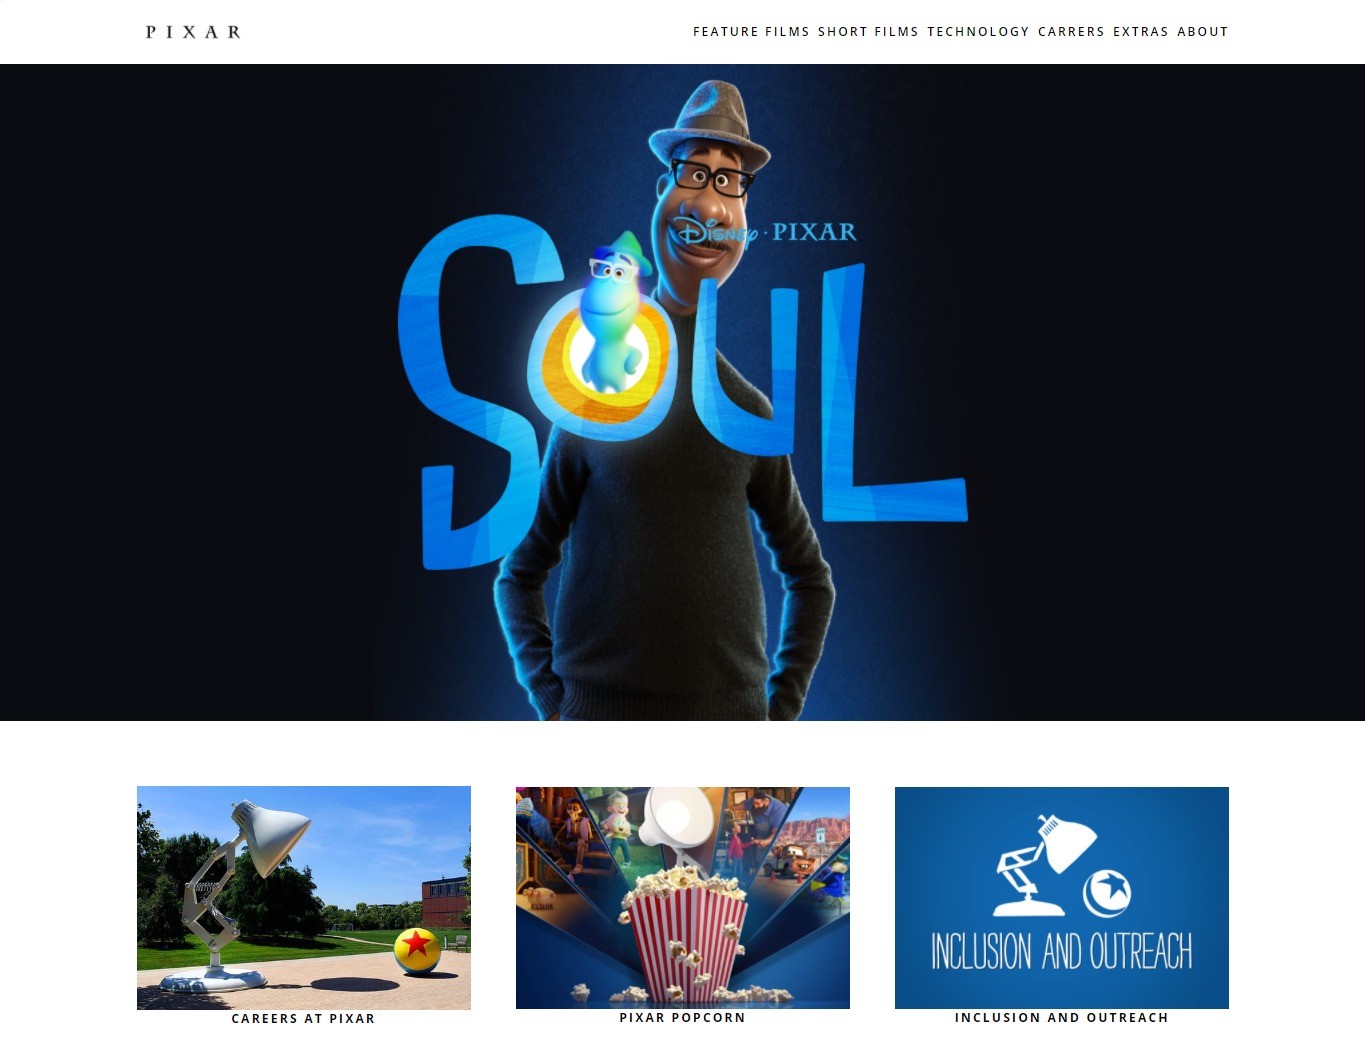 PIXAR
FEATURE FILMS SHORT FILMS TECHNOLOGY CARRERS EXTRAS ABOUT
Disney · PIXAR
SOUL
INCLUSION AND OUTREACH
CAREERS AT PIXAR
PIXAR POPCORN
INCLUSION AND OUTREACH